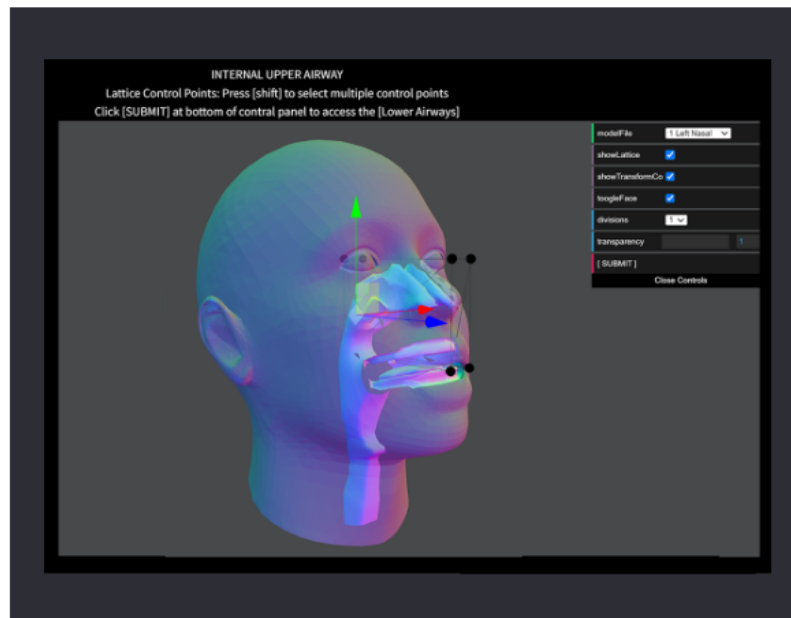 INTERNAL UPPER AIRWAY
Lattice Control Points: Press [shift] to select multiple control points
Click [SUBMIT] at bottom of contral panel to access the [Lower Airways]
modelFile 1 Left Nasal
showLattice
showTransformCo
toogleFace
divisions 1
transparency 1
[ SUBMIT ]
Close Controls